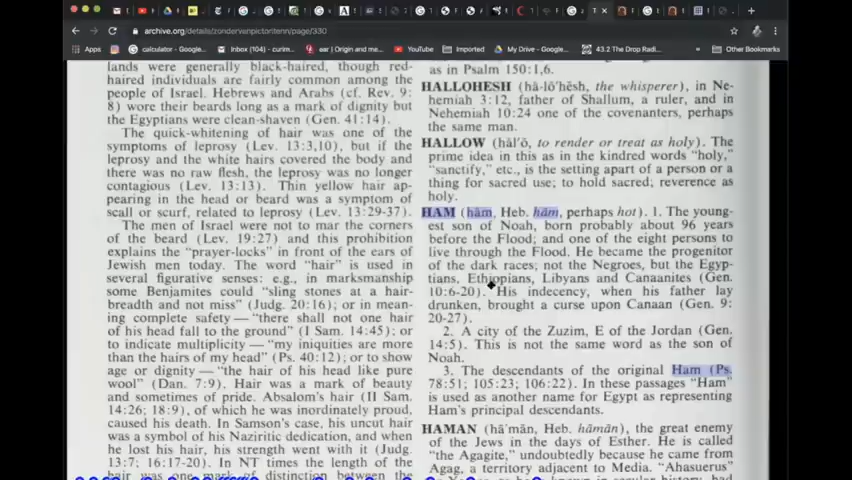 archive.org/details/zondervanpictortenn/page/330
Apps
calculator - Google...
Inbox (104) - curim...
ear | Origin and me...
YouTube
Imported
My Drive - Google...
43.2 The Drop Radi...
lands were generally black-haired, though red-
haired individuals are fairly common among the
people of Israel. Hebrews and Arabs (cf. Rev. 9:
8) wore their beards long as a mark of dignity but
the Egyptians were clean-shaven (Gen. 41:14).
The quick-whitening of hair was one of the
symptoms of leprosy (Lev. 13:3,10), but if the
leprosy and the white hairs covered the body and
there was no raw flesh, the leprosy was no longer
contagious (Lev. 13:13). Thin yellow hair ap-
pearing in the head or beard was a symptom of
scall or scurf, related to leprosy (Lev. 13:29-37).
The men of Israel were not to mar the corners
of the beard (Lev. 19:27) and this prohibition
explains the "prayer-locks" in front of the ears of
Jewish men today. The word "hair" is used in
several figurative senses: e.g., in marksmanship
some Benjamites could "sling stones at a hair-
breadth and not miss" (Judg. 20:16); or in mean-
ing complete safety — "there shall not one hair
of his head fall to the ground" (I Sam. 14:45); or
to indicate multiplicity — "my iniquities are more
than the hairs of my head" (Ps. 40:12); or to show
age or dignity — "the hair of his head like pure
wool" (Dan. 7:9). Hair was a mark of beauty
and sometimes of pride. Absalom's hair (II Sam.
14:26; 18:9), of which he was inordinately proud,
caused his death. In Samson's case, his uncut hair
was a symbol of his Naziritic dedication, and when
he lost his hair, his strength went with it (Judg.
13:7; 16:17-20). In NT times the length of the
hair was one mark of distinction between the
as in Psalm 150:1,6.
HALLOHESH (hă-lō'hĕsh, the whisperer), in Ne-
hemiah 3:12, father of Shallum, a ruler, and in
Nehemiah 10:24 one of the covenanters, perhaps
the same man.
HALLOW (hăl'ō, to render or treat as holy). The
prime idea in this as in the kindred words "holy,"
"sanctify," etc., is the setting apart of a person or a
thing for sacred use; to hold sacred; reverence as
holy.
HAM (hăm, Heb. hām, perhaps hot). 1. The young-
est son of Noah, born probably about 96 years
before the Flood; and one of the eight persons to
live through the Flood. He became the progenitor
of the dark races; not the Negroes, but the Egyp-
tians, Ethiopians, Libyans and Canaanites (Gen.
10:6-20). His indecency, when his father lay
drunken, brought a curse upon Canaan (Gen. 9:
20-27).
2. A city of the Zuzim, E of the Jordan (Gen.
14:5). This is not the same word as the son of
Noah.
3. The descendants of the original Ham (Ps.
78:51; 105:23; 106:22). In these passages "Ham"
is used as another name for Egypt as representing
Ham's principal descendants.
HAMAN (hā'măn, Heb. hāmān), the great enemy
of the Jews in the days of Esther. He is called
"the Agagite," undoubtedly because he came from
Agag, a territory adjacent to Media. "Ahasuerus"